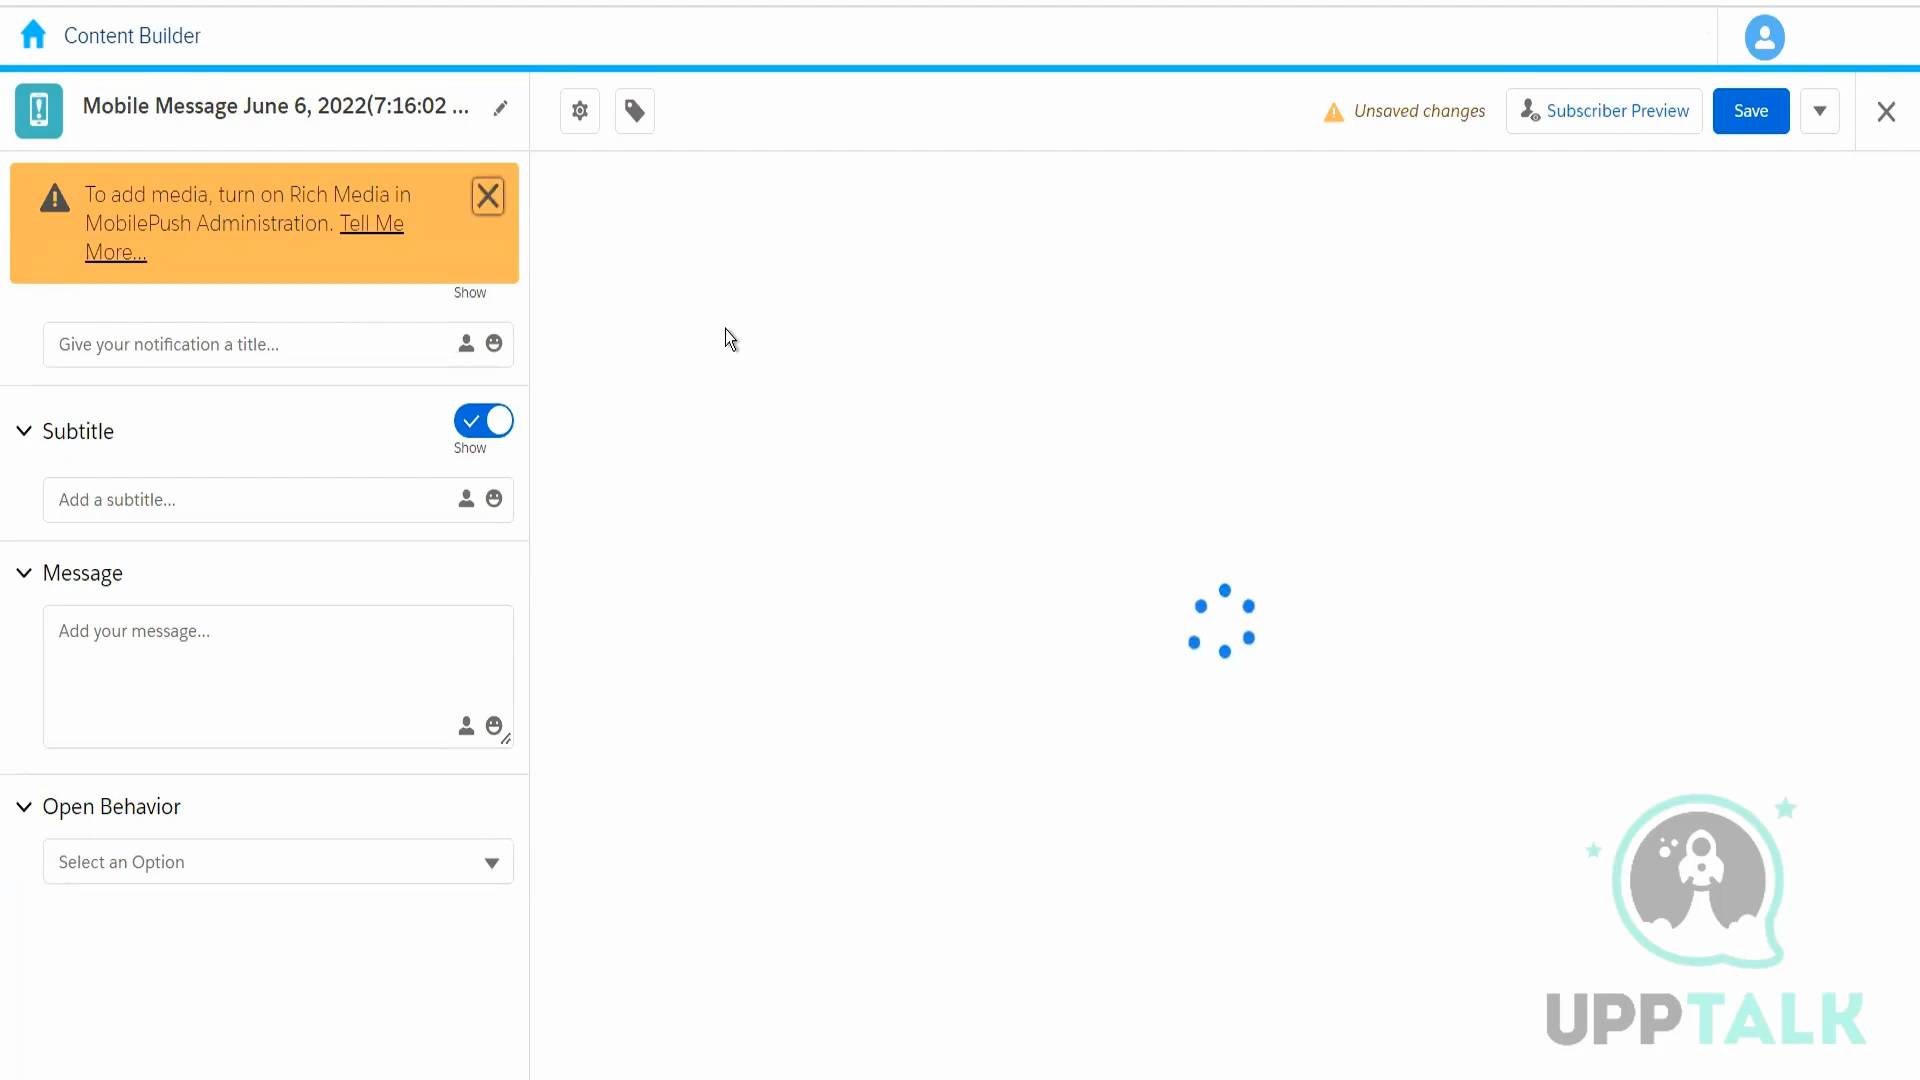 Content Builder
Mobile Message June 6, 2022(7:16:02 ...
Unsaved changes
Subscriber Preview
Save
To add media, turn on Rich Media in
MobilePush Administration. Tell Me
More...
Show
Give your notification a title...
Subtitle
Show
Add a subtitle...
Message
Add your message...
Open Behavior
Select an Option
UPPTALK